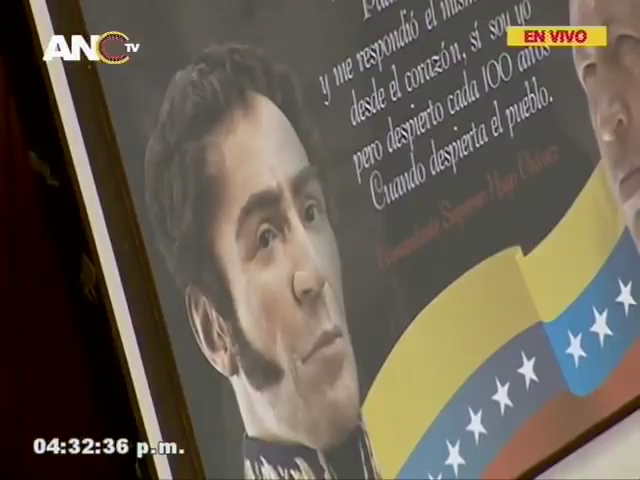 ANC TV
EN VIVO
y me respondió el mismo
desde el corazón, sí soy yo
pero despierto cada 100 años
Cuando despierta el pueblo.
Comandante Supremo Hugo Chávez
04:32:36 p.m.